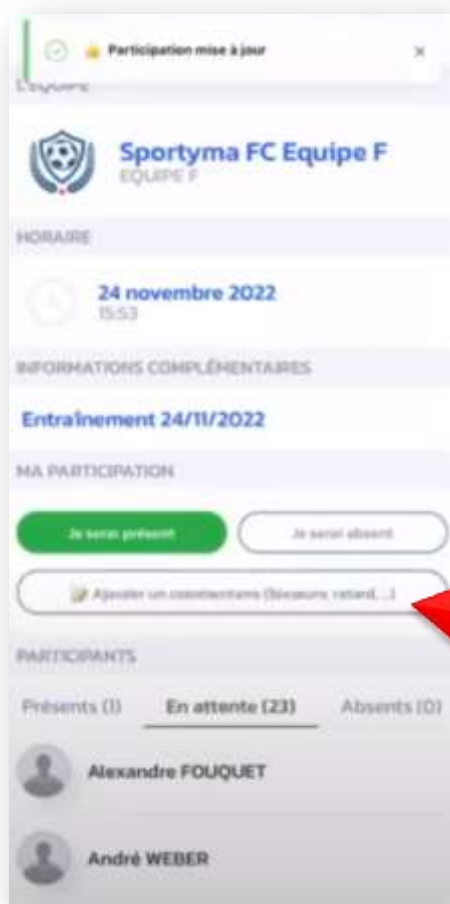 👍 Participation mise à jour ×
L'EQUIPE
Sportyma FC Equipe F
EQUIPE F
HORAIRE
24 novembre 2022
15:53
INFORMATIONS COMPLÉMENTAIRES
Entraînement 24/11/2022
MA PARTICIPATION
Je serai présent
Je serai absent
📝 Ajouter un commentaire (blessure, retard, ...)
PARTICIPANTS
Présents (1) En attente (23) Absents (0)
Alexandre FOUQUET
André WEBER